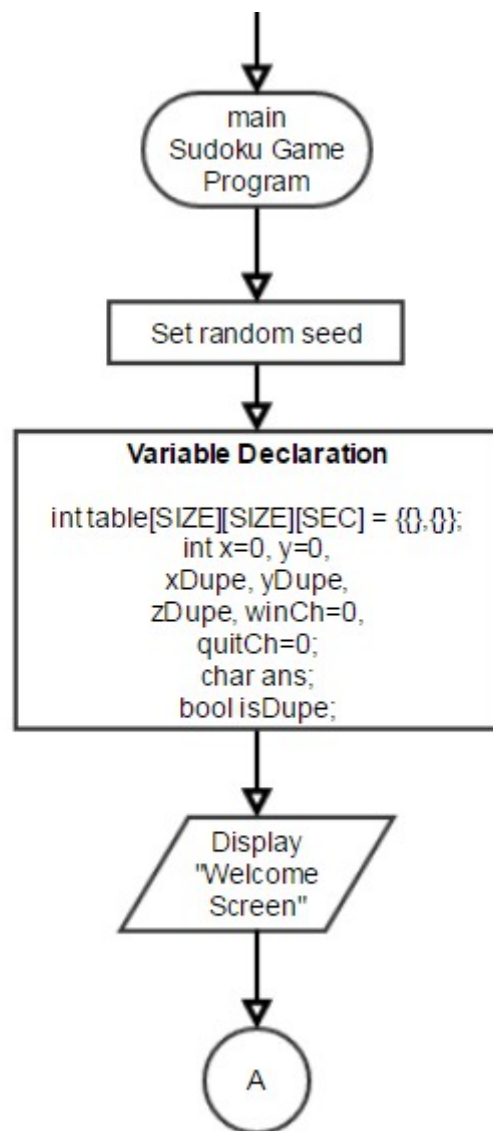 main
Sudoku Game
Program
Set random seed
Variable Declaration
int table[SIZE][SIZE][SEC] = {{},{}};
int x=0, y=0,
xDupe, yDupe,
zDupe, winCh=0,
quitCh=0;
char ans;
bool isDupe;
Display
"Welcome
Screen"
A